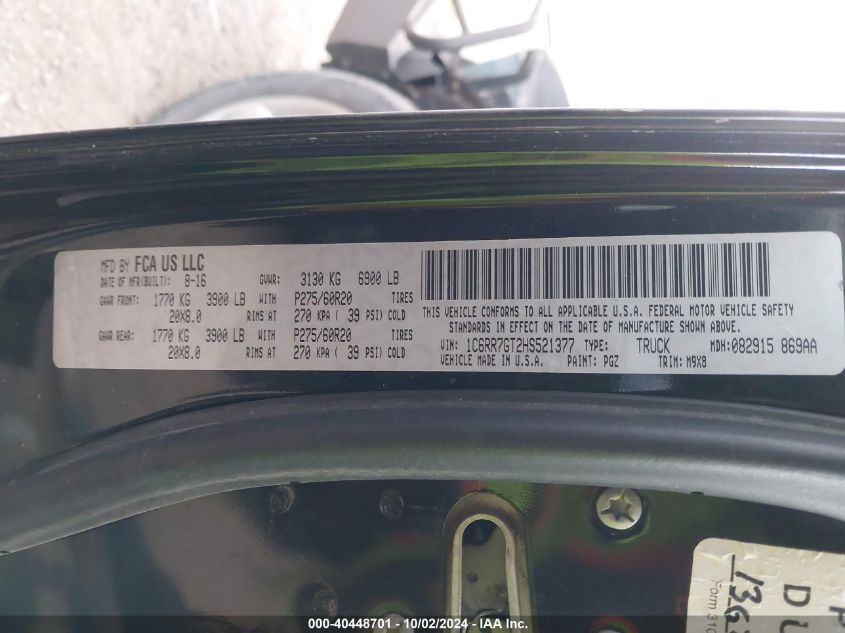 MFD BY FCA US LLC
DATE OF MFR(BUILT): 8-16 GVWR: 3130 KG 6900 LB
GAWR FRONT: 1770 KG 3900 LB WITH P275/60R20 TIRES
20X8.0 RIMS AT 270 KPA ( 39 PSI) COLD
GAWR REAR: 1770 KG 3900 LB WITH P275/60R20 TIRES
20X8.0 RIMS AT 270 KPA ( 39 PSI) COLD
THIS VEHICLE CONFORMS TO ALL APPLICABLE U.S.A. FEDERAL MOTOR VEHICLE SAFETY
STANDARDS IN EFFECT ON THE DATE OF MANUFACTURE SHOWN ABOVE.
VIN: 1C6RR7GT2HS521377 TYPE: TRUCK MDH: 082915 869AA
VEHICLE MADE IN U.S.A. PAINT: PGZ TRIM: M9X8
Form
000-40448701 - 10/02/2024 - IAA Inc.